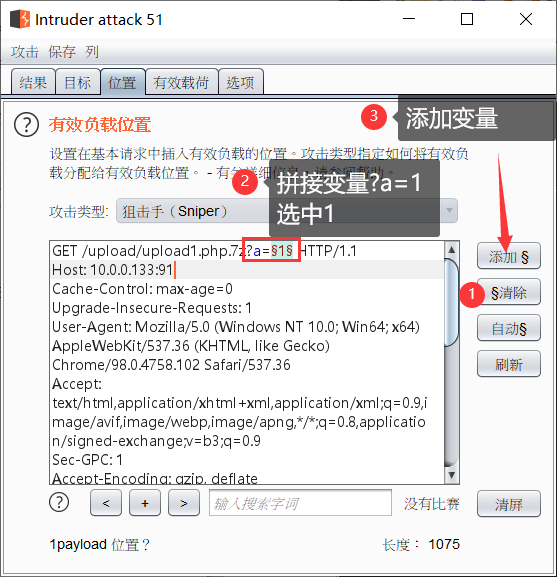 Intruder attack 51
攻击 保存 列
结果 目标 位置 有效载荷 选项
3 添加变量
? 有效负载位置
设置在基本请求中插入有效负载的位置。攻击类型指定如何将有效负
载分配给有效负载位置。 - 有
2 拼接变量?a=1
选中1
攻击类型: 狙击手（Sniper）
添加 §
1 §清除
自动§
刷新
GET /upload/upload1.php.7z?a=§1§ HTTP/1.1
Host: 10.0.0.133:91
Cache-Control: max-age=0
Upgrade-Insecure-Requests: 1
User-Agent: Mozilla/5.0 (Windows NT 10.0; Win64; x64)
AppleWebKit/537.36 (KHTML, like Gecko)
Chrome/98.0.4758.102 Safari/537.36
Accept:
text/html,application/xhtml+xml,application/xml;q=0.9,i
mage/avif,image/webp,image/apng,*/*;q=0.8,applicatio
n/signed-exchange;v=b3;q=0.9
Sec-GPC: 1
Accept-Encoding: gzip, deflate
? < + > 输入搜索字词 没有比赛 清屏
1payload 位置？ 长度： 1075